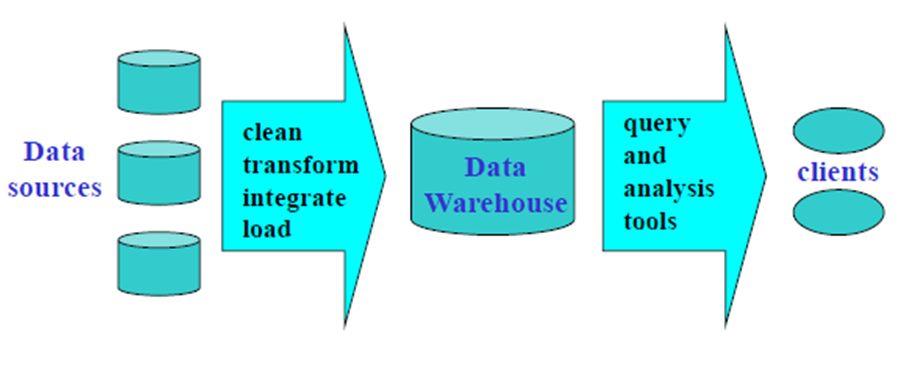 Data
sources
clean
transform
integrate
load
Data
Warehouse
query
and
analysis
tools
clients